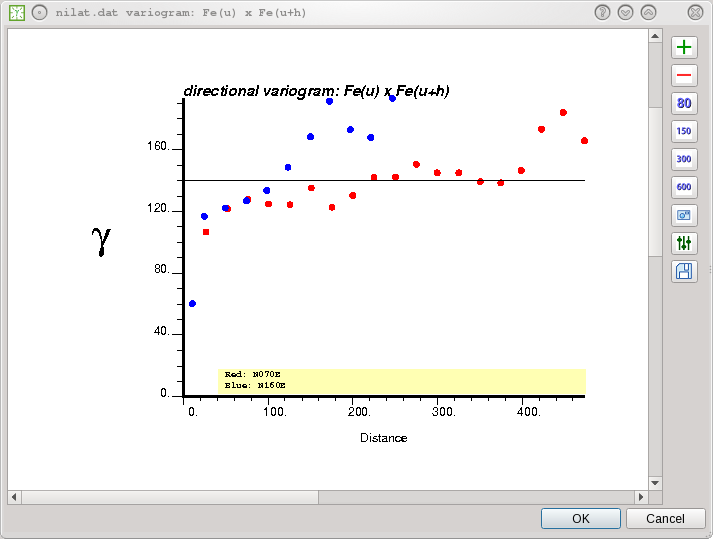 nilat.dat variogram: Fe(u) x Fe(u+h)
directional variogram: Fe(u) x Fe(u+h)
160.
120.
80.
40.
0.
γ
Red: N070E
Blue: N160E
0. 100. 200. 300. 400.
Distance
80
150
300
600
OK Cancel